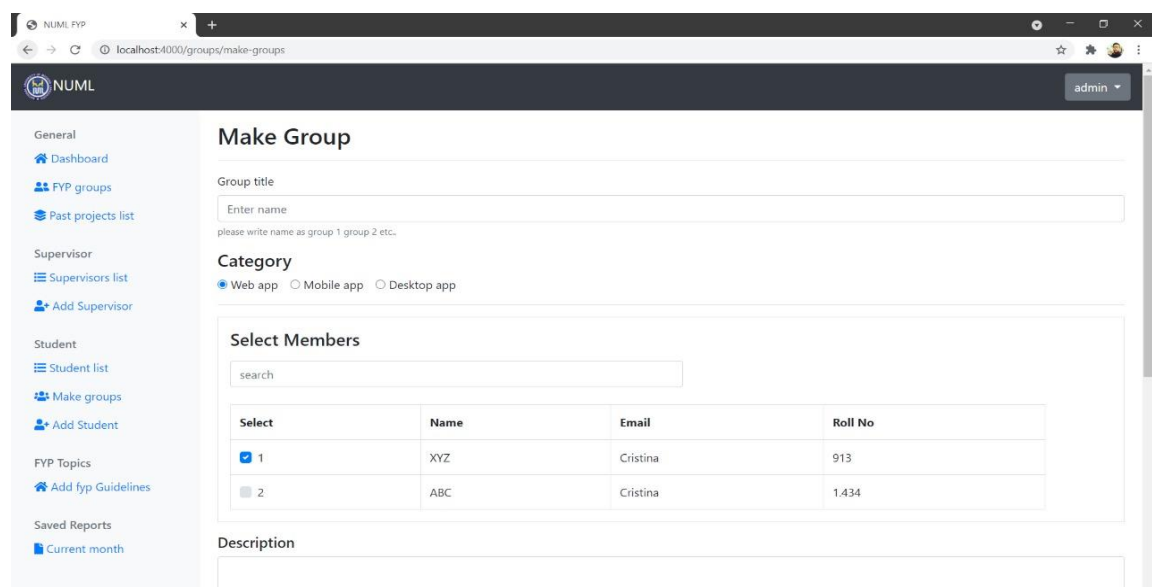 NUML FYP
localhost:4000/groups/make-groups
NUML
admin
General
Dashboard
FYP groups
Past projects list
Supervisor
Supervisors list
Add Supervisor
Student
Student list
Make groups
Add Student
FYP Topics
Add fyp Guidelines
Saved Reports
Current month
Make Group
Group title
Enter name
please write name as group 1 group 2 etc..
Category
Web app Mobile app Desktop app
Select Members
search
Select Name Email Roll No
1 XYZ Cristina 913
2 ABC Cristina 1.434
Description